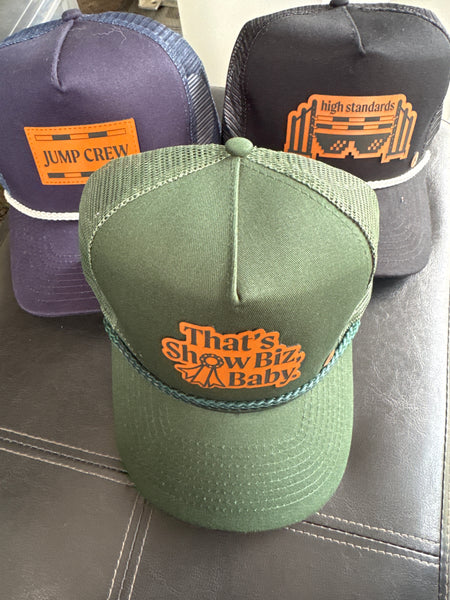 JUMP CREW
high standards
That's
Show Biz,
Baby.